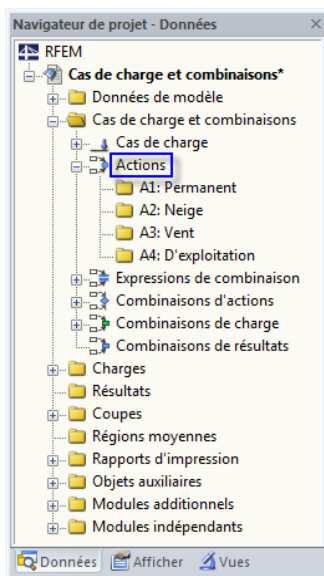 Navigateur de projet - Données
RFEM
Cas de charge et combinaisons*
Données de modèle
Cas de charge et combinaisons
Cas de charge
Actions
A1: Permanent
A2: Neige
A3: Vent
A4: D'exploitation
Expressions de combinaison
Combinaisons d'actions
Combinaisons de charge
Combinaisons de résultats
Charges
Résultats
Coupes
Régions moyennes
Rapports d'impression
Objets auxiliaires
Modules additionnels
Modules indépendants
Données Afficher Vues